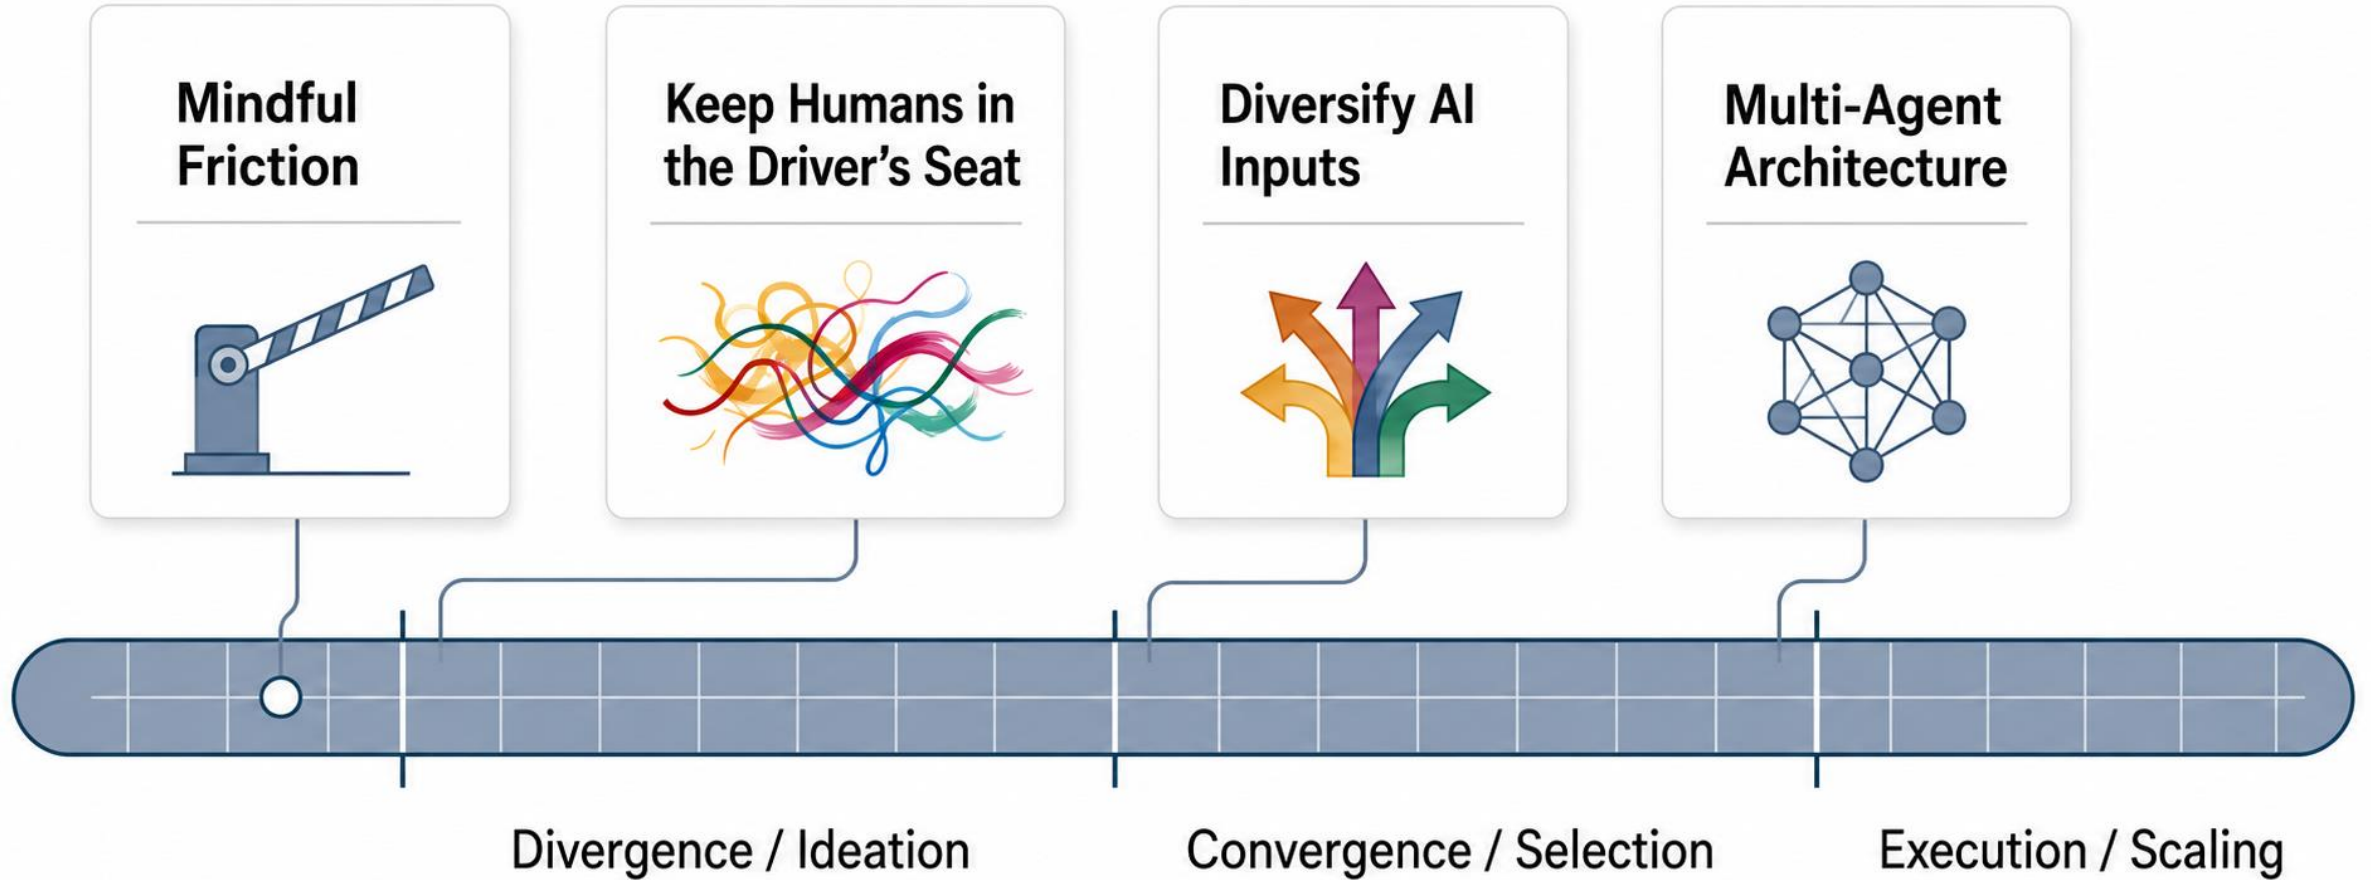 Mindful
Friction
Keep Humans in
the Driver’s Seat
Diversify AI
Inputs
Multi-Agent
Architecture
Divergence / Ideation
Convergence / Selection
Execution / Scaling